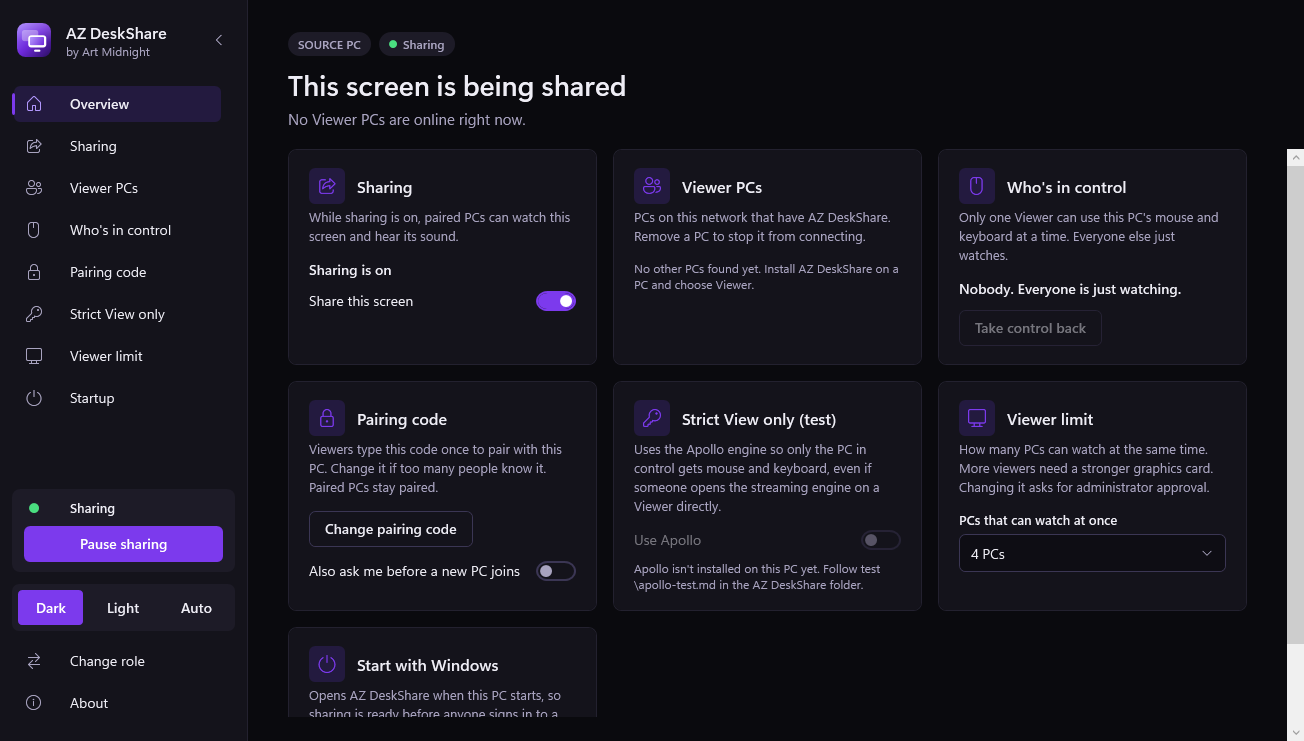 AZ DeskShare
by Art Midnight
Overview
Sharing
Viewer PCs
Who's in control
Pairing code
Strict View only
Viewer limit
Startup
Sharing
Pause sharing
Dark
Light
Auto
Change role
About
SOURCE PC
Sharing
This screen is being shared
No Viewer PCs are online right now.
Sharing
While sharing is on, paired PCs can watch this
screen and hear its sound.
Sharing is on
Share this screen
Viewer PCs
PCs on this network that have AZ DeskShare.
Remove a PC to stop it from connecting.
No other PCs found yet. Install AZ DeskShare on a
PC and choose Viewer.
Who's in control
Only one Viewer can use this PC's mouse and
keyboard at a time. Everyone else just
watches.
Nobody. Everyone is just watching.
Take control back
Pairing code
Viewers type this code once to pair with this
PC. Change it if too many people know it.
Paired PCs stay paired.
Change pairing code
Also ask me before a new PC joins
Strict View only (test)
Uses the Apollo engine so only the PC in
control gets mouse and keyboard, even if
someone opens the streaming engine on a
Viewer directly.
Use Apollo
Apollo isn't installed on this PC yet. Follow test
\apollo-test.md in the AZ DeskShare folder.
Viewer limit
How many PCs can watch at the same time.
More viewers need a stronger graphics card.
Changing it asks for administrator approval.
PCs that can watch at once
4 PCs
Start with Windows
Opens AZ DeskShare when this PC starts, so
sharing is ready before anyone signs in to a